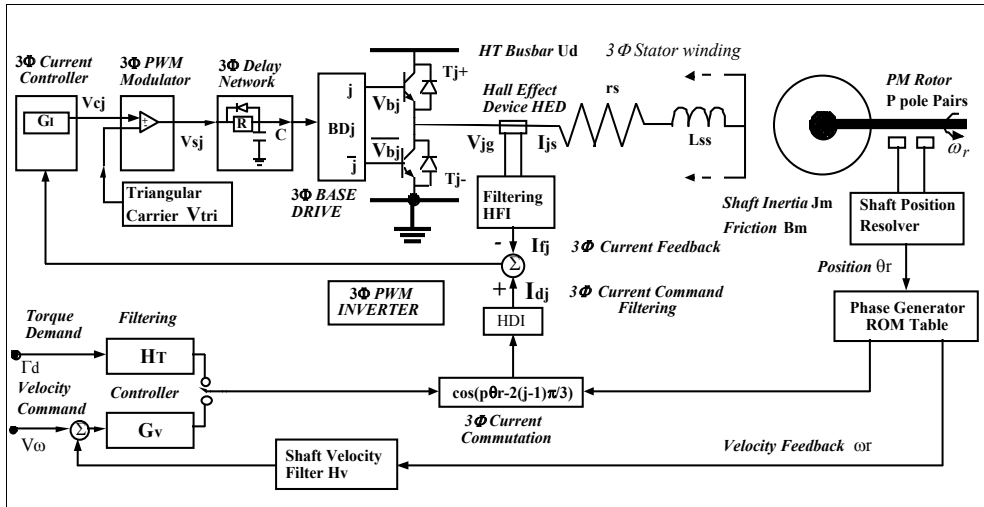 3Φ Current Controller
GI
Vcj
3Φ PWM Modulator
Vsj
3Φ Delay Network
R
C
j
BDj
j̅
3Φ BASE DRIVE
Vbj
V̅b̅j̅
Tj+
Tj-
HT Busbar Ud
Hall Effect Device HED
Vjg
Ijs
3Φ Stator winding
rs
Lss
PM Rotor
P pole Pairs
ωr
Triangular Carrier Vtri
Filtering HFI
Shaft Inertia Jm
Friction Bm
Shaft Position Resolver
-
Ifj
3Φ Current Feedback
Σ
+
Idj
3Φ Current Command Filtering
Position θr
3Φ PWM INVERTER
HDI
Phase Generator ROM Table
Torque Demand
Γd
Filtering
HT
Velocity Command
Vω
Σ
Controller
Gv
cos(pθr-2(j-1)π/3)
3Φ Current Commutation
Shaft Velocity Filter Hv
Velocity Feedback ωr